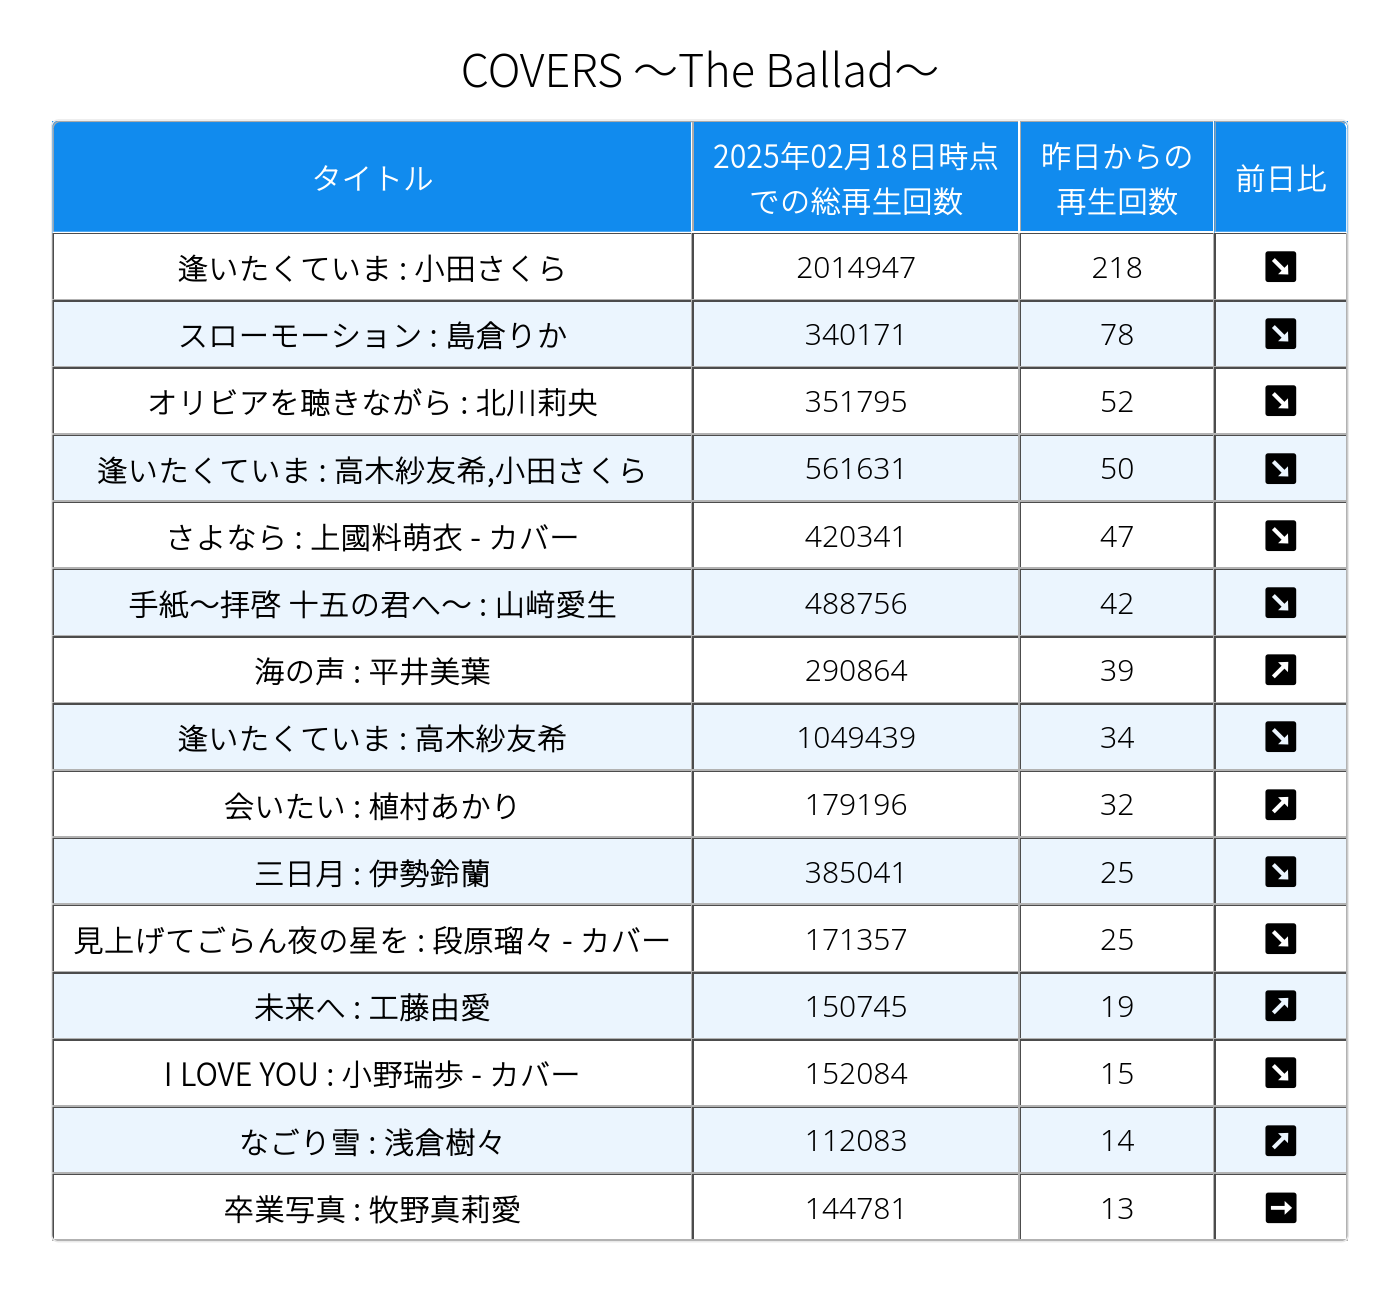 COVERS ～The Ballad～
タイトル 2025年02月18日時点 昨日からの 前日比
での総再生回数 再生回数
逢いたくていま : 小田さくら 2014947 218 ↘
スローモーション : 島倉りか 340171 78 ↘
オリビアを聴きながら : 北川莉央 351795 52 ↘
逢いたくていま : 高木紗友希,小田さくら 561631 50 ↘
さよなら : 上國料萌衣 - カバー 420341 47 ↘
手紙～拝啓 十五の君へ～ : 山﨑愛生 488756 42 ↘
海の声 : 平井美葉 290864 39 ↗
逢いたくていま : 高木紗友希 1049439 34 ↘
会いたい : 植村あかり 179196 32 ↗
三日月 : 伊勢鈴蘭 385041 25 ↘
見上げてごらん夜の星を : 段原瑠々 - カバー 171357 25 ↘
未来へ : 工藤由愛 150745 19 ↗
I LOVE YOU : 小野瑞歩 - カバー 152084 15 ↘
なごり雪 : 浅倉樹々 112083 14 ↗
卒業写真 : 牧野真莉愛 144781 13 →